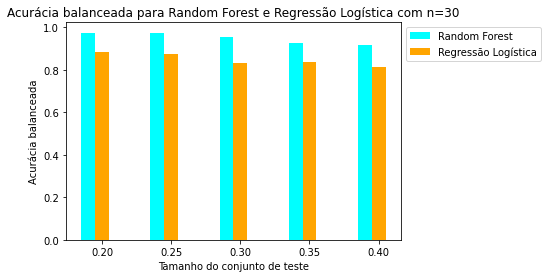 Acurácia balanceada para Random Forest e Regressão Logística com n=30
Random Forest
Regressão Logística
Acurácia balanceada
1.0
0.8
0.6
0.4
0.2
0.0
0.20 0.25 0.30 0.35 0.40
Tamanho do conjunto de teste